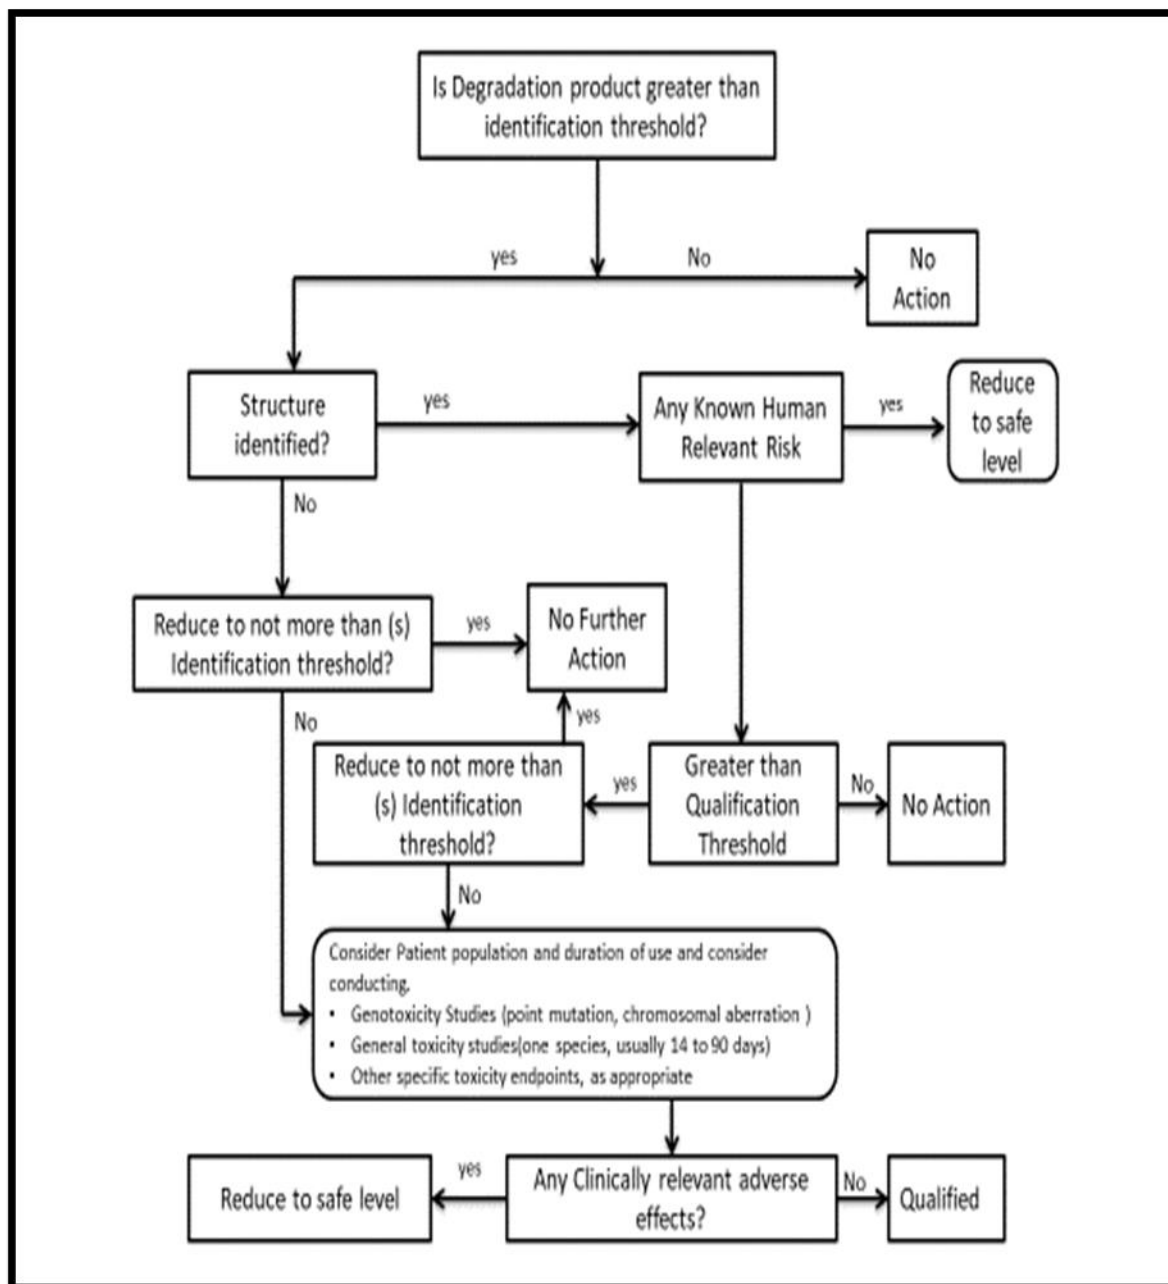 Is Degradation product greater than
identification threshold?
yes
No
No
Action
Structure
identified?
yes
Any Known Human
Relevant Risk
yes
Reduce
to safe
level
No
Reduce to not more than (s)
Identification threshold?
yes
No Further
Action
No
yes
Reduce to not more than
(s) Identification
threshold?
yes
Greater than
Qualification
Threshold
No
No Action
No
Consider Patient population and duration of use and consider
conducting.
• Genotoxicity Studies (point mutation, chromosomal aberration )
• General toxicity studies(one species, usually 14 to 90 days)
• Other specific toxicity endpoints, as appropriate
Reduce to safe level
yes
Any Clinically relevant adverse
effects?
No
Qualified